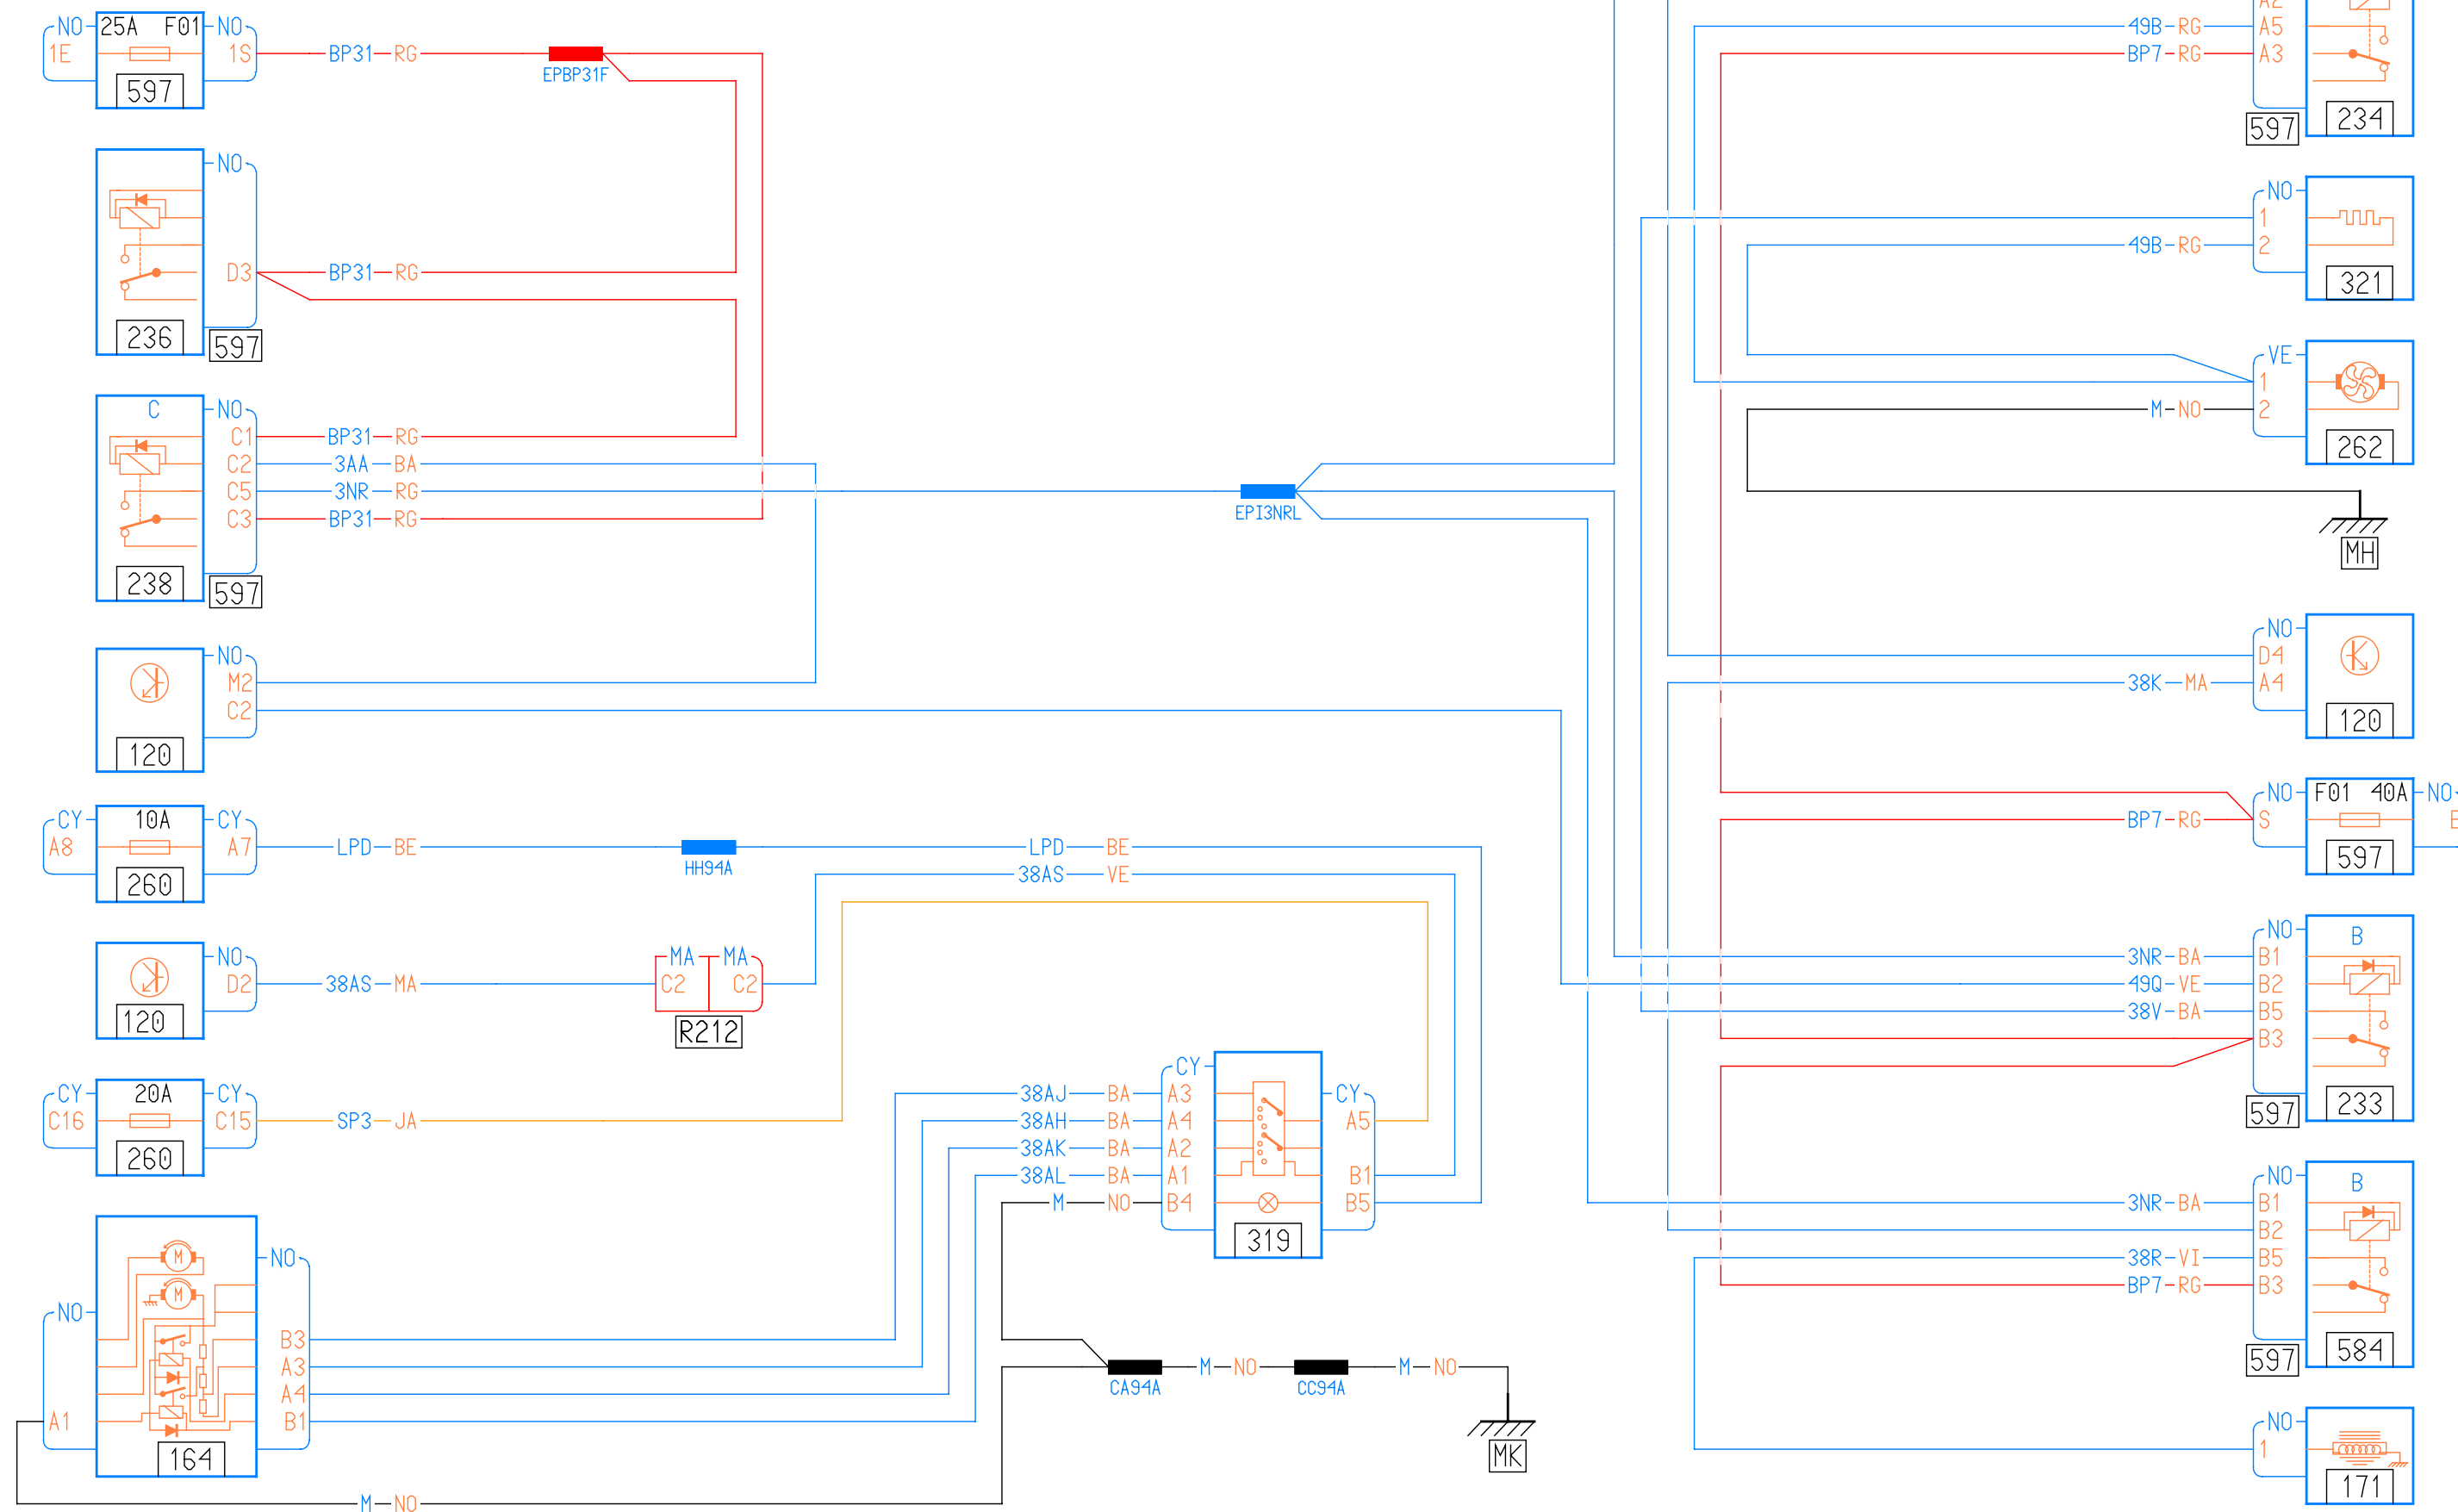 NO 25A F01 NO
1E 1S BP31 RG
EPBP31F
597
NO
D3 BP31 RG
236 597
C NO
C1 BP31 RG
C2 3AA BA
C5 3NR RG
C3 BP31 RG
EPI3NRL
238 597
NO
M2
C2
120
CY 10A CY
A8 A7 LPD BE LPD BE
HH94A
38AS VE
260
NO MA MA
D2 38AS MA C2 C2
120 R212
CY 20A CY
C16 C15 SP3 JA
260
CY
38AJ BA A3 CY
38AH BA A4 A5
38AK BA A2
38AL BA A1 B1
M NO B4 B5
319
NO
M
M
NO
B3
A3
A4
A1 B1
164
M NO M NO
CA94A CC94A
MK
M NO
A2
49B RG A5
BP7 RG A3
597 234
NO
1
49B RG 2
321
VE
1
M NO 2
262
MH
NO
D4
38K MA A4
120
NO F01 40A NO
BP7 RG S E
597
NO B
3NR BA B1
49Q VE B2
38V BA B5
B3
597 233
NO B
3NR BA B1
B2
38R VI B5
BP7 RG B3
597 584
NO
1
171